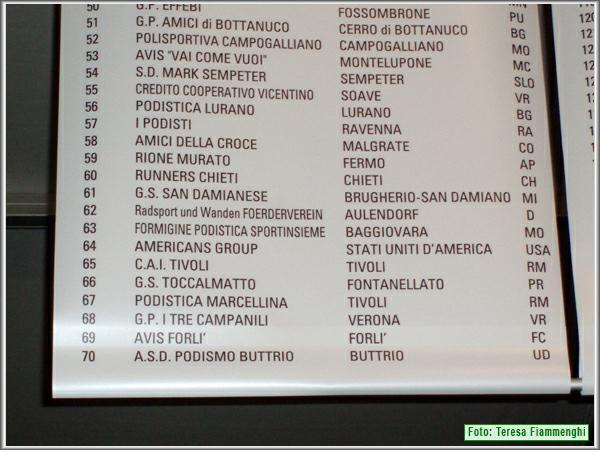 50 G.P. EFFEBI FOSSOMBRONE PU
51 G.P. AMICI di BOTTANUCO CERRO di BOTTANUCO BG
52 POLISPORTIVA CAMPOGALLIANO CAMPOGALLIANO MO
53 AVIS "VAI COME VUOI" MONTELUPONE MC
54 S.D. MARK SEMPETER SEMPETER SLO
55 CREDITO COOPERATIVO VICENTINO SOAVE VR
56 PODISTICA LURANO LURANO BG
57 I PODISTI RAVENNA RA
58 AMICI DELLA CROCE MALGRATE CO
59 RIONE MURATO FERMO AP
60 RUNNERS CHIETI CHIETI CH
61 G.S. SAN DAMIANESE BRUGHERIO-SAN DAMIANO MI
62 Radsport und Wanden FOERDERVEREIN AULENDORF D
63 FORMIGINE PODISTICA SPORTINSIEME BAGGIOVARA MO
64 AMERICANS GROUP STATI UNITI D'AMERICA USA
65 C.A.I. TIVOLI TIVOLI RM
66 G.S. TOCCALMATTO FONTANELLATO PR
67 PODISTICA MARCELLINA TIVOLI RM
68 G.P. I TRE CAMPANILI VERONA VR
69 AVIS FORLI' FORLI' FC
70 A.S.D. PODISMO BUTTRIO BUTTRIO UD
Foto: Teresa Fiammenghi